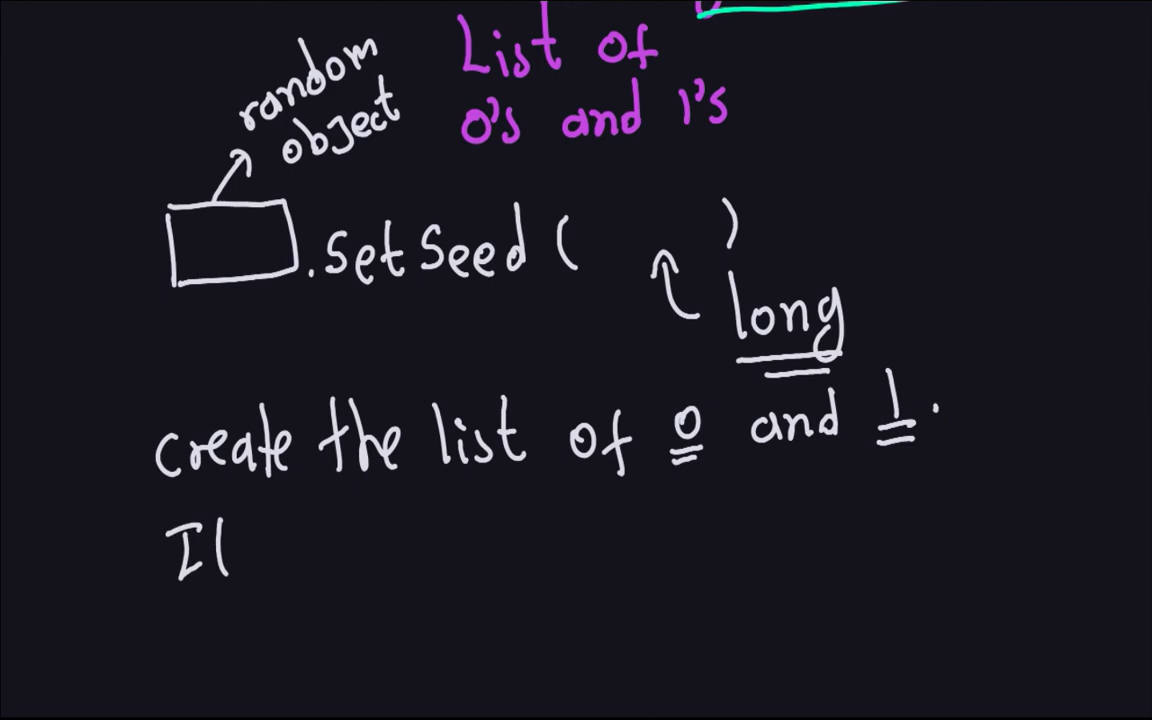 random
object
List of
0's and 1's
.setSeed ( )
long
create the list of 0 and 1.
I(